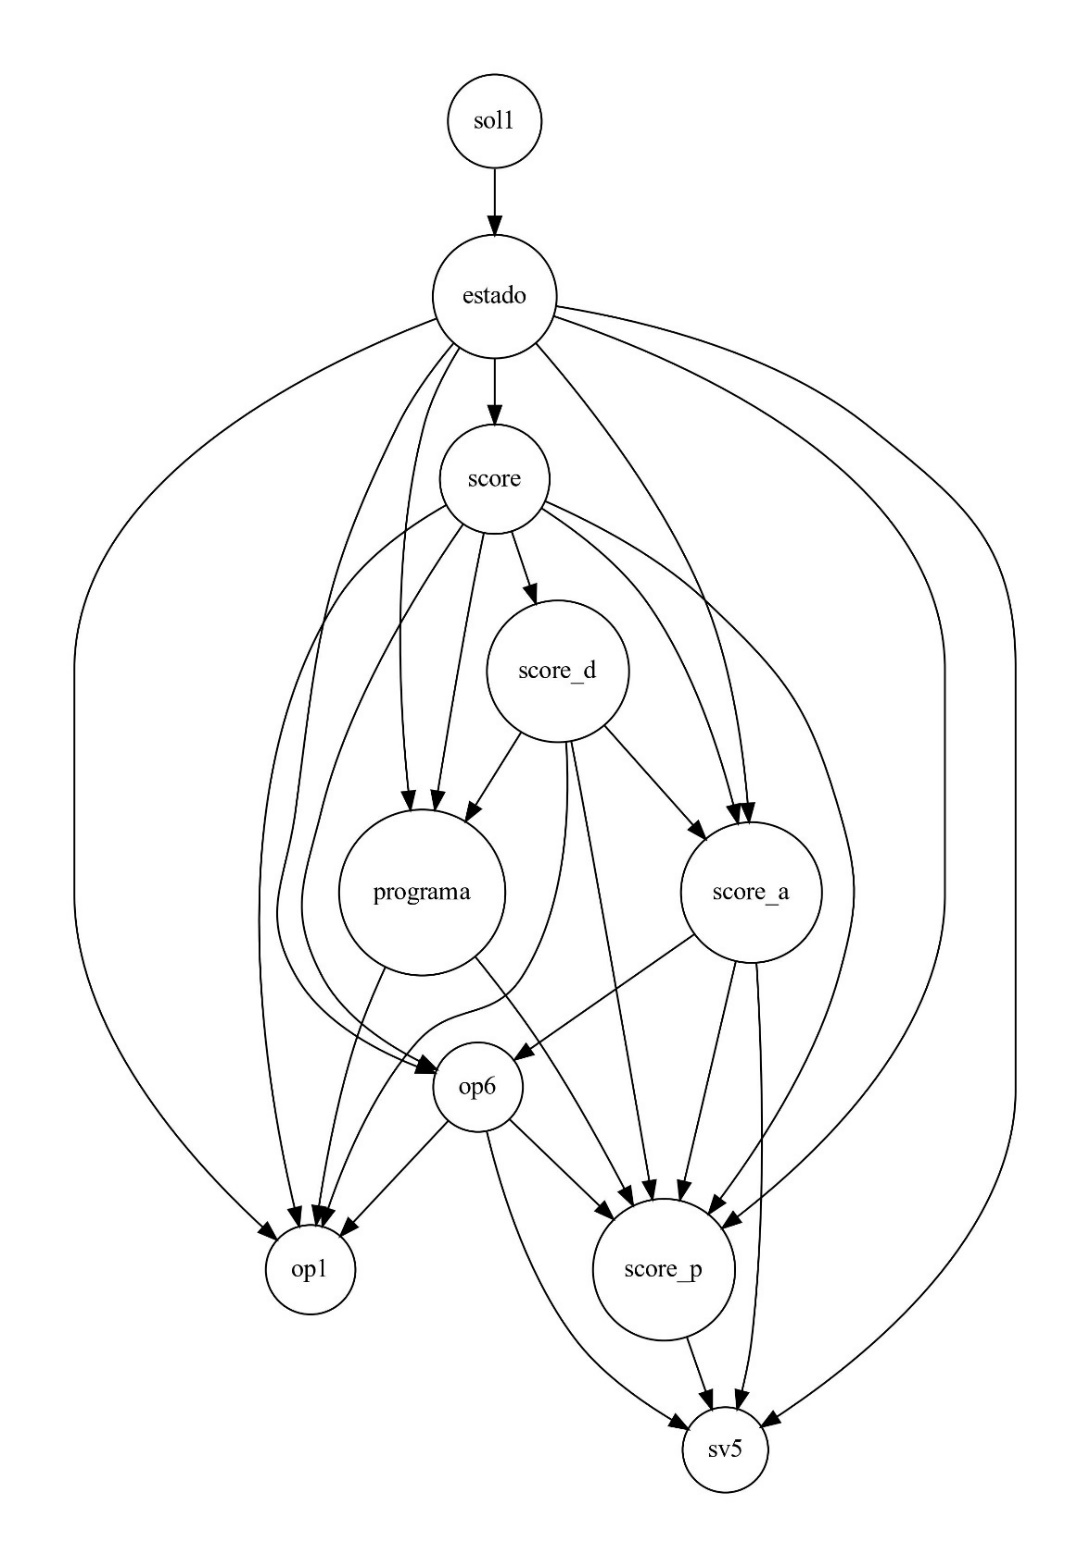 sol1
estado
score
score_d
programa
score_a
op6
op1
score_p
sv5